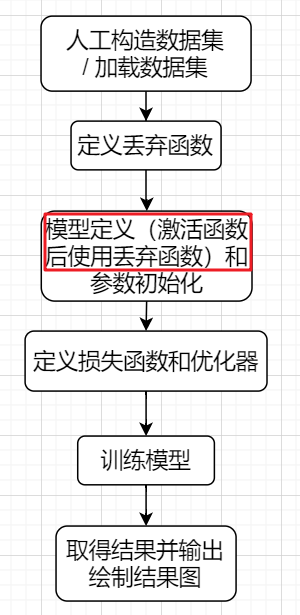 人工构造数据集
/ 加载数据集
定义丢弃函数
模型定义（激活函数
后使用丢弃函数）和
参数初始化
定义损失函数和优化器
训练模型
取得结果并输出
绘制结果图